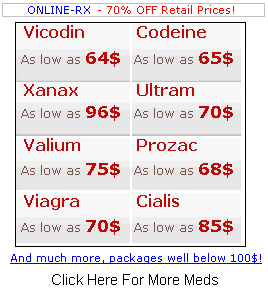 ONLINE-RX - 70% OFF Retail Prices!
Vicodin Codeine
As low as 64$ As low as 65$
Xanax Ultram
As low as 96$ As low as 70$
Valium Prozac
As low as 75$ As low as 68$
Viagra Cialis
As low as 70$ As low as 85$
And much more, packages well below 100$!
Click Here For More Meds